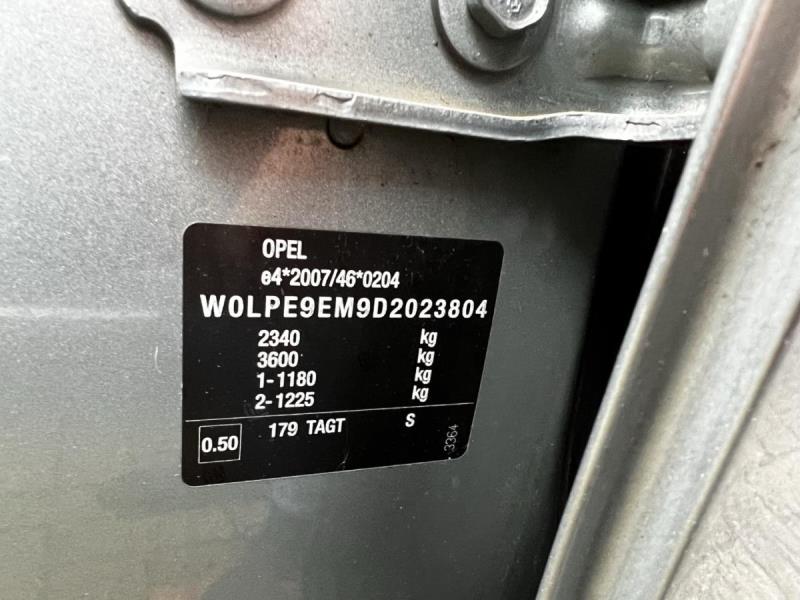 OPEL
e4*2007/46*0204
W0LPE9EM9D2023804
2340 kg
3600 kg
1-1180 kg
2-1225 kg
0.50 179 TAGT S
3364